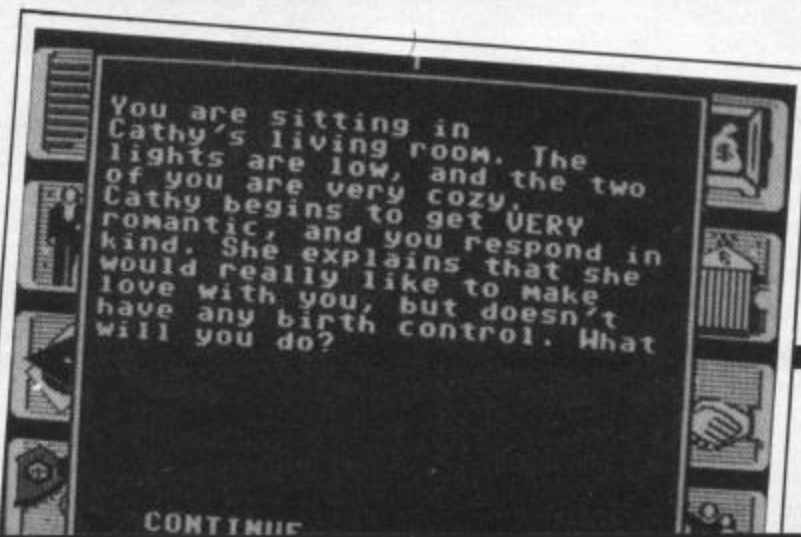 You are sitting in
Cathy's living room. The
lights are low, and the two
of you are very cozy.
Cathy begins to get VERY
romantic, and you respond in
kind. She explains that she
would really like to make
love with you, but doesn't
have any birth control. What
will you do?
CONTINUE